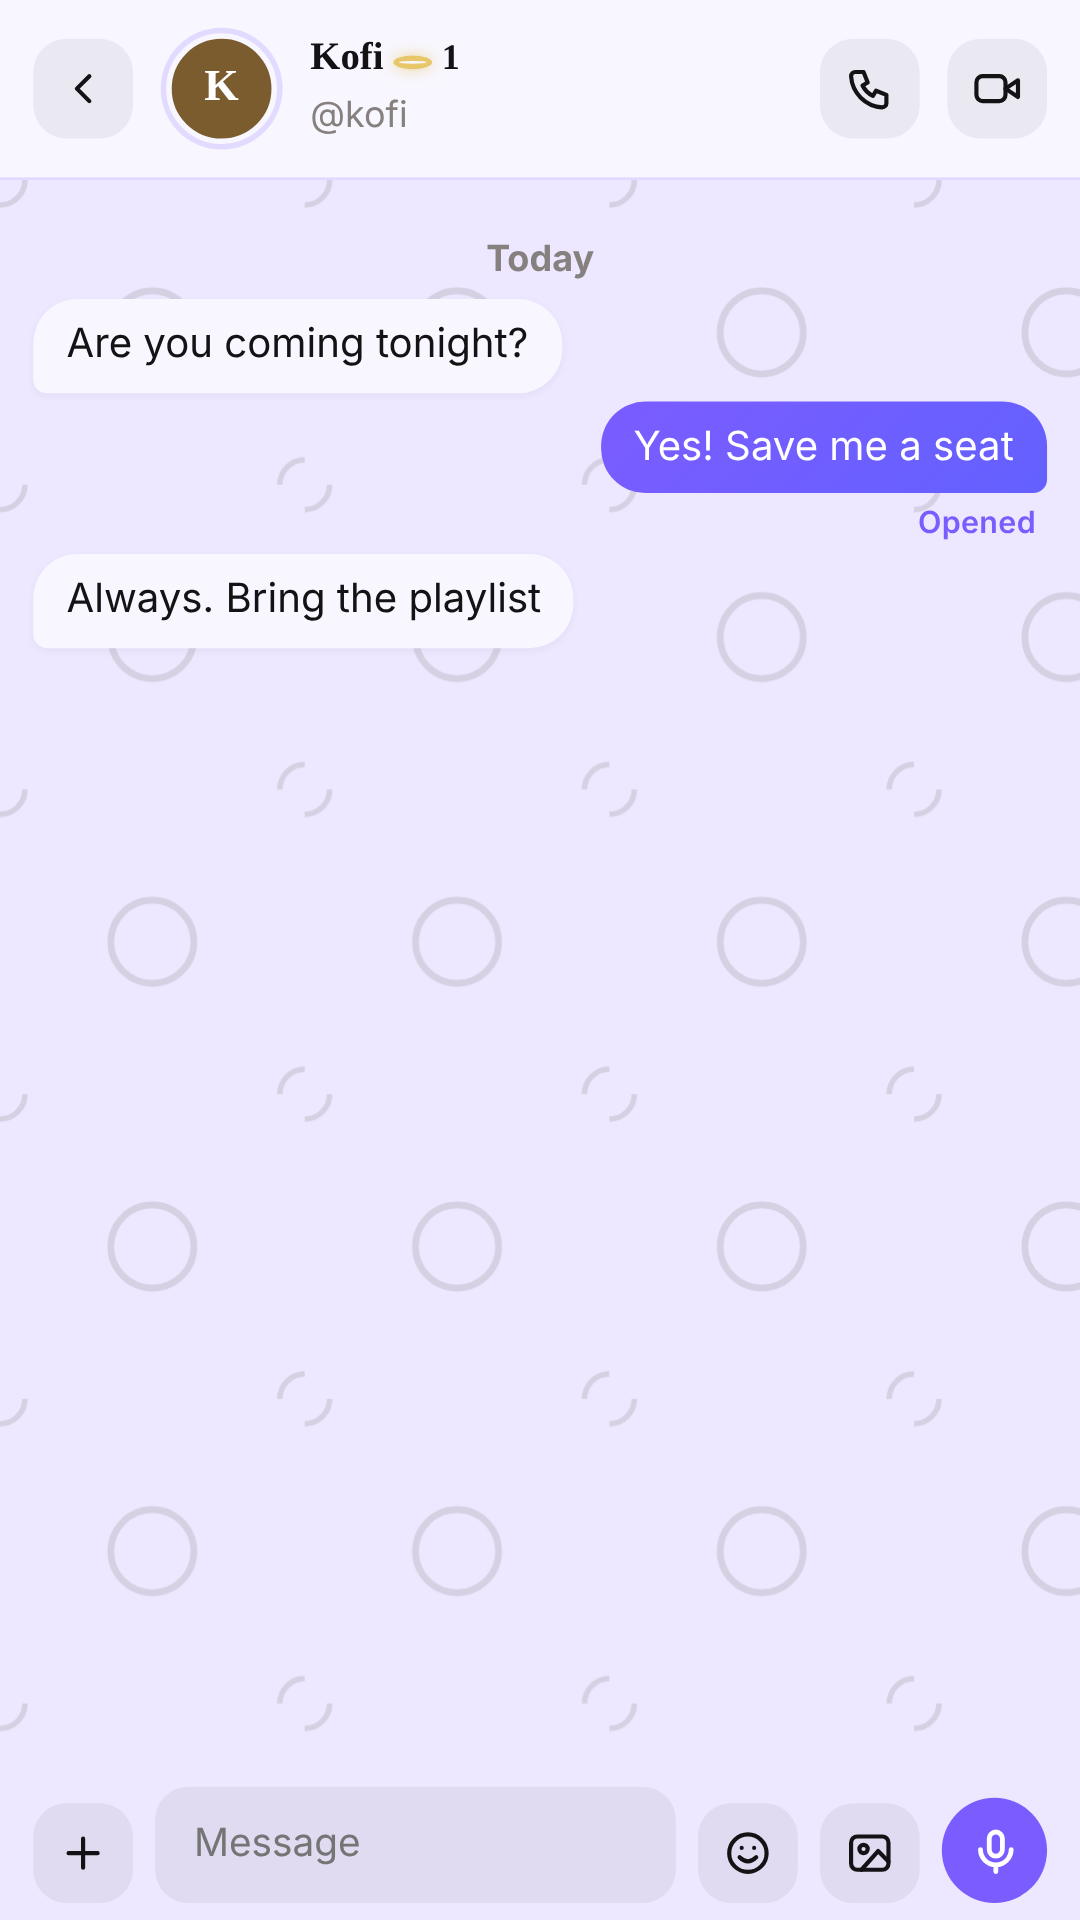 Kofi 1
K
@kofi
Today
Are you coming tonight?
Yes! Save me a seat
Opened
Always. Bring the playlist
Message